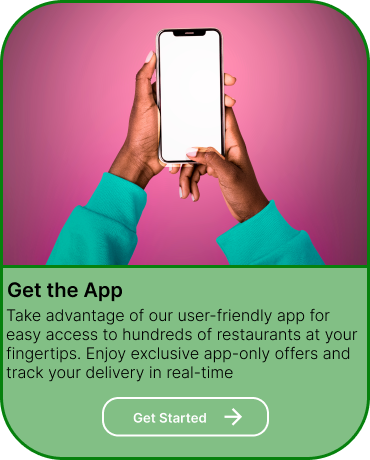 Get the App
Take advantage of our user-friendly app for
easy access to hundreds of restaurants at your
fingertips. Enjoy exclusive app-only offers and
track your delivery in real-time
Get Started